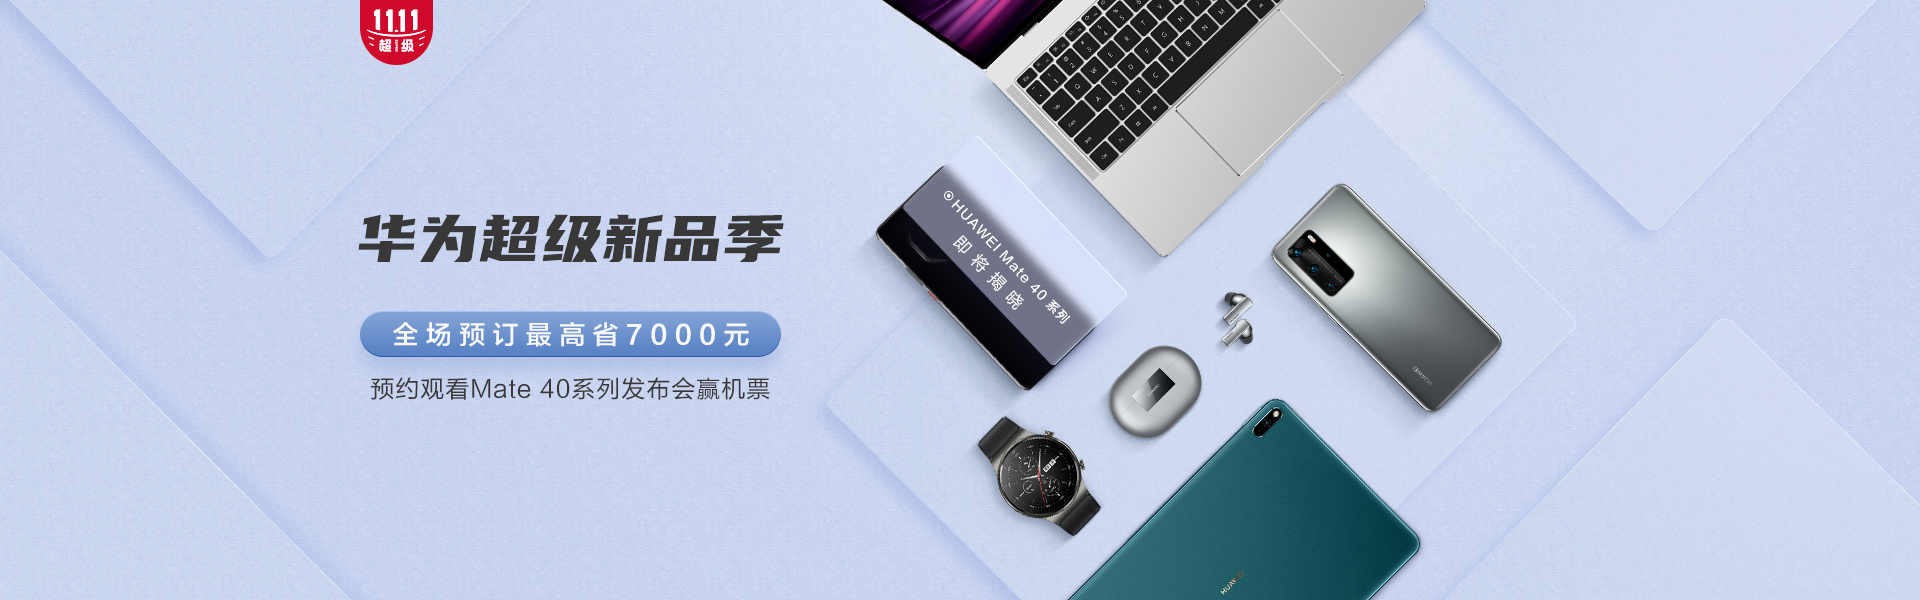 11.11
超级
华为超级新品季
全场预订最高省7000元
预约观看Mate 40系列发布会赢机票
HUAWEI Mate 40 系列
即将揭晓